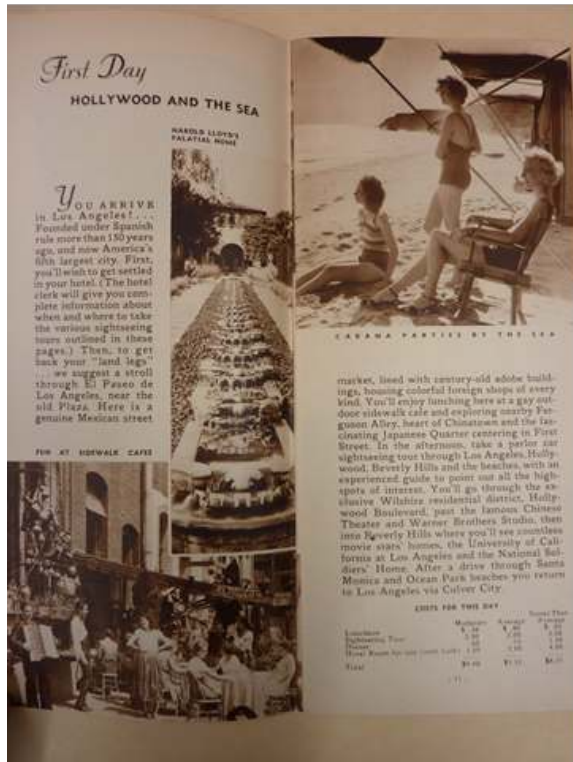 First Day
HOLLYWOOD AND THE SEA
HAROLD LLOYD'S
PALATIAL HOME
YOU ARRIVE
in Los Angeles! . . .
Founded under Spanish
rule more than 150 years
ago, and now America's
fifth largest city. First,
you'll wish to get settled
in your hotel. (The hotel
clerk will give you com-
plete information about
when and where to take
the various sightseeing
tours outlined in these
pages.) Then, to get
back your "land legs"
. . . we suggest a stroll
through El Paseo de
Los Angeles, near the
old Plaza. Here is a
genuine Mexican street
FUN AT SIDEWALK CAFES
CABANA PARTIES BY THE SEA
market, lined with century-old adobe build-
ings, housing colorful foreign shops of every
kind. You'll enjoy lunching here at a gay out-
door sidewalk cafe and exploring nearby Fer-
guson Alley, heart of Chinatown and the fas-
cinating Japanese Quarter centering in First
Street. In the afternoon, take a parlor car
sightseeing tour through Los Angeles, Holly-
wood, Beverly Hills and the beaches, with an
experienced guide to point out all the high-
spots of interest. You'll go through the ex-
clusive Wilshire residential district, Holly-
wood Boulevard, past the famous Chinese
Theater and Warner Brothers Studio, then
into Beverly Hills where you'll see countless
movie stars' homes, the University of Cali-
fornia at Los Angeles and the National Sol-
diers' Home. After a drive through Santa
Monica and Ocean Park beaches you return
to Los Angeles via Culver City.
COSTS FOR THIS DAY
Moderate Average
Luncheon
Sightseeing Tour
Dinner
Total